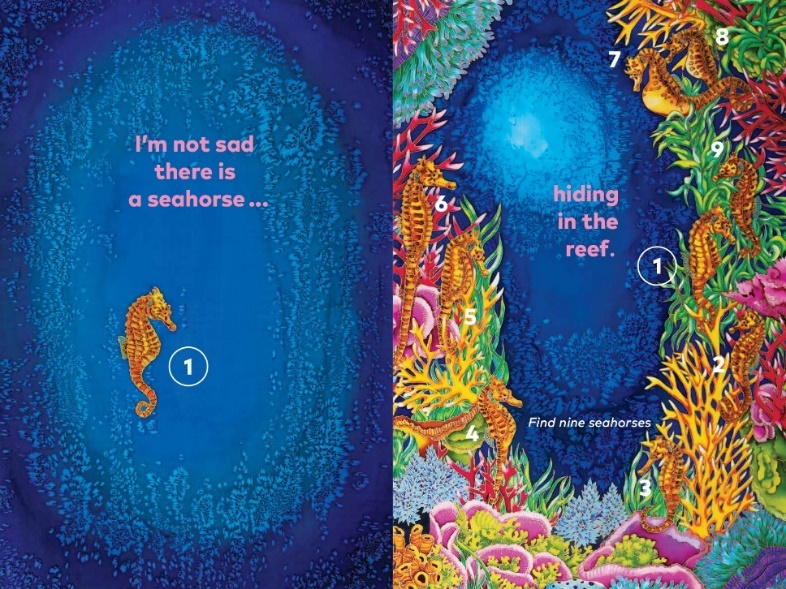 I'm not sad
there is
a seahorse ...
1
7
8
9
hiding
in the
reef.
6
1
5
2
Find nine seahorses
4
3